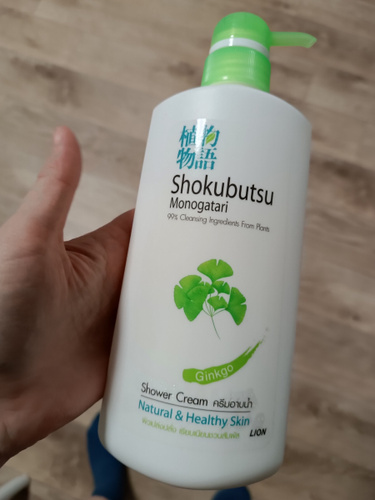 植物
物語
Shokubutsu
Monogatari
99% Cleansing Ingredients From Plants
Ginkgo
Shower Cream ครีมอาบน้ำ
Natural & Healthy Skin
LION